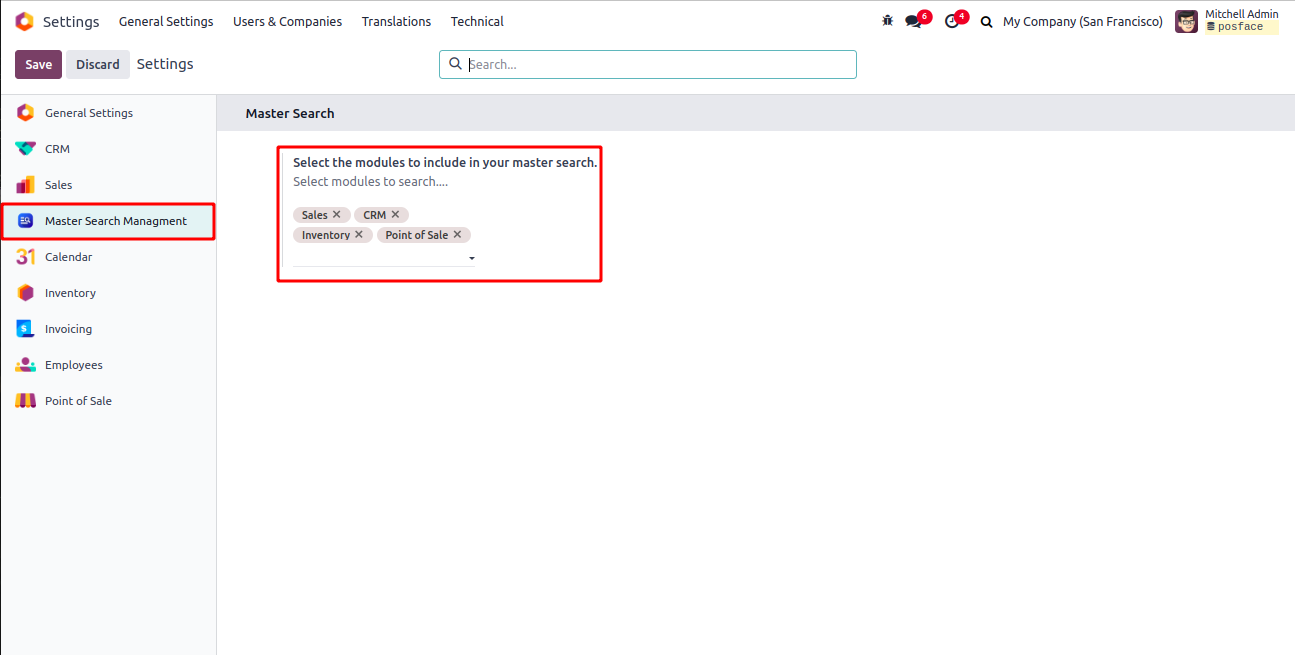 Settings General Settings Users & Companies Translations Technical 6 4 My Company (San Francisco) Mitchell Admin
posface
Save Discard Settings Search...
General Settings
CRM
Sales
Master Search Managment
Calendar
31
Inventory
Invoicing
Employees
Point of Sale
Master Search
Select the modules to include in your master search.
Select modules to search....
Sales ✕ CRM ✕
Inventory ✕ Point of Sale ✕